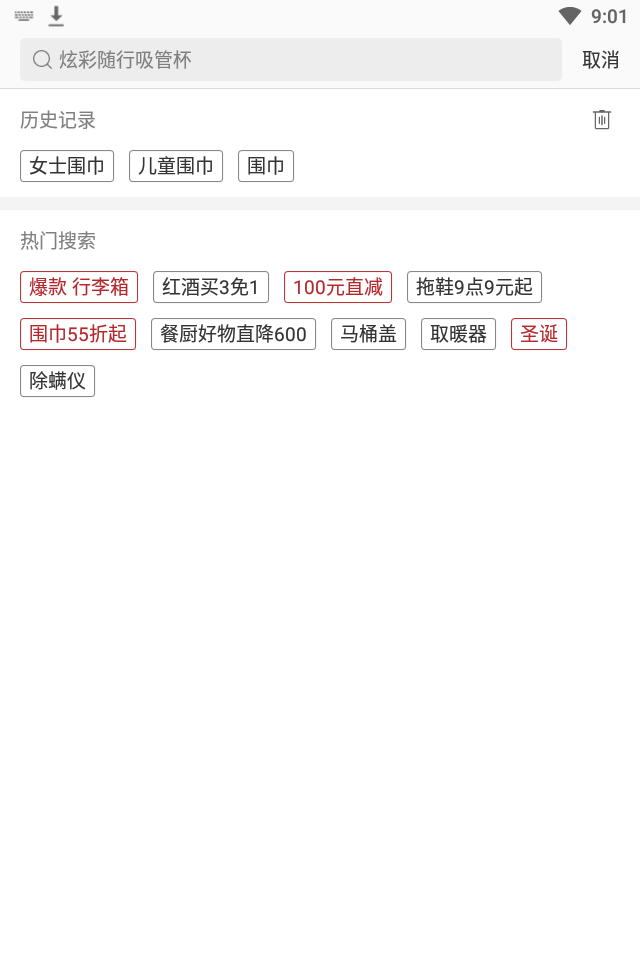 9:01
炫彩随行吸管杯 取消
历史记录
女士围巾 儿童围巾 围巾
热门搜索
爆款 行李箱 红酒买3免1 100元直减 拖鞋9点9元起
围巾55折起 餐厨好物直降600 马桶盖 取暖器 圣诞
除螨仪